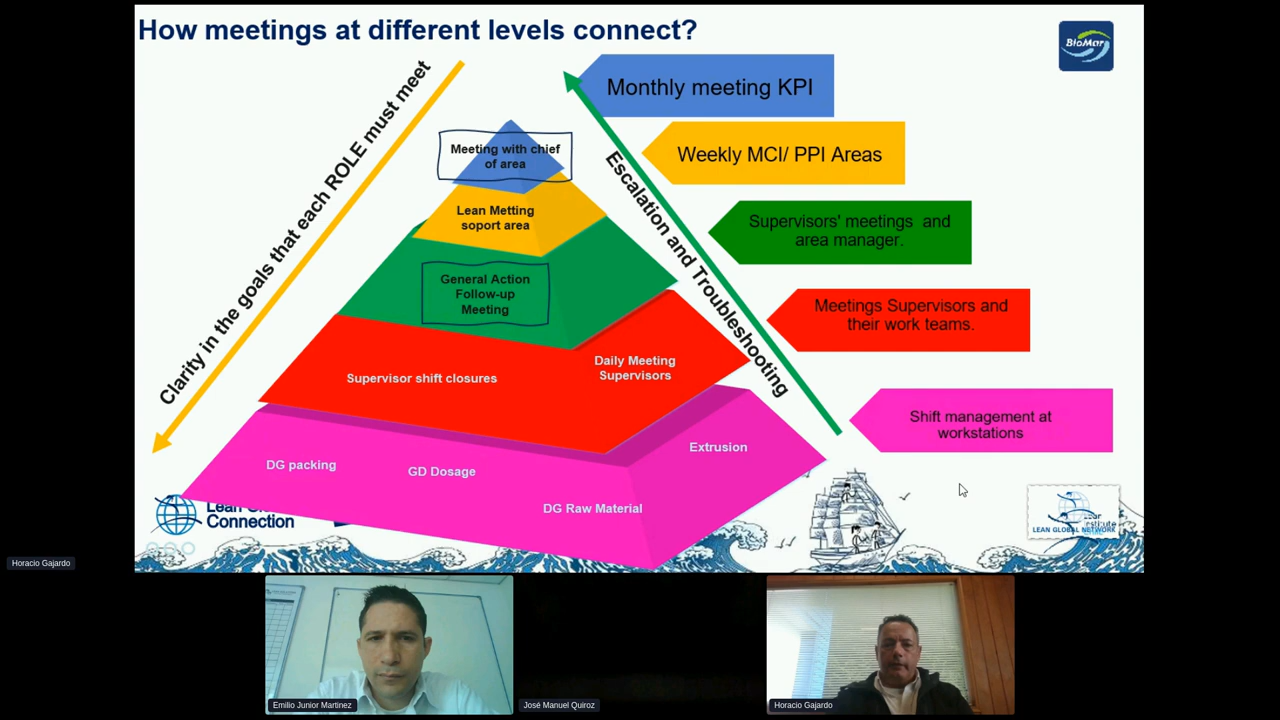 How meetings at different levels connect?
BioMar
Clarity in the goals that each ROLE must meet
Escalation and Troubleshooting
Monthly meeting KPI
Weekly MCI/ PPI Areas
Supervisors' meetings and
area manager.
Meetings Supervisors and
their work teams.
Shift management at
workstations
Meeting with chief
of area
Lean Metting
soport area
General Action
Follow-up
Meeting
Supervisor shift closures
Daily Meeting
Supervisors
DG packing
GD Dosage
DG Raw Material
Extrusion
Lean
Connection
LEAN GLOBAL NETWORK
Horacio Gajardo
Emilio Junior Martinez
José Manuel Quiroz
Horacio Gajardo